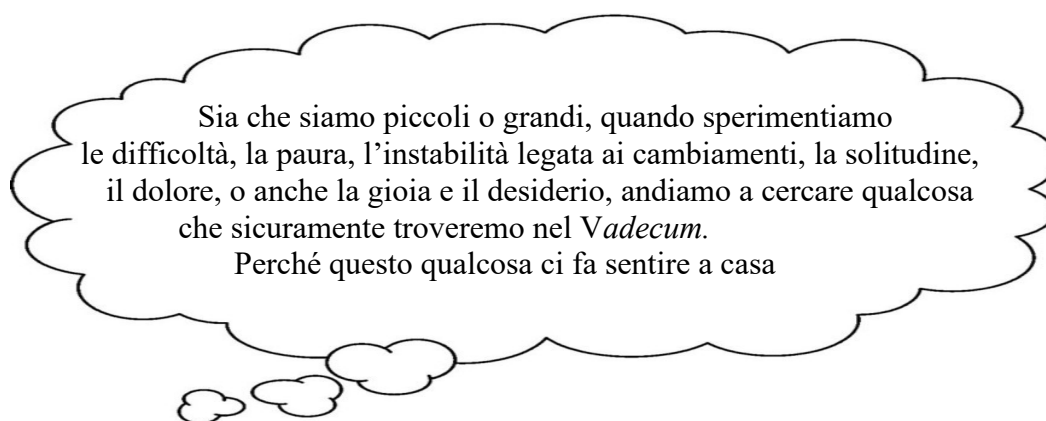 Sia che siamo piccoli o grandi, quando sperimentiamo
le difficoltà, la paura, l’instabilità legata ai cambiamenti, la solitudine,
il dolore, o anche la gioia e il desiderio, andiamo a cercare qualcosa
che sicuramente troveremo nel Vadecum.
Perché questo qualcosa ci fa sentire a casa